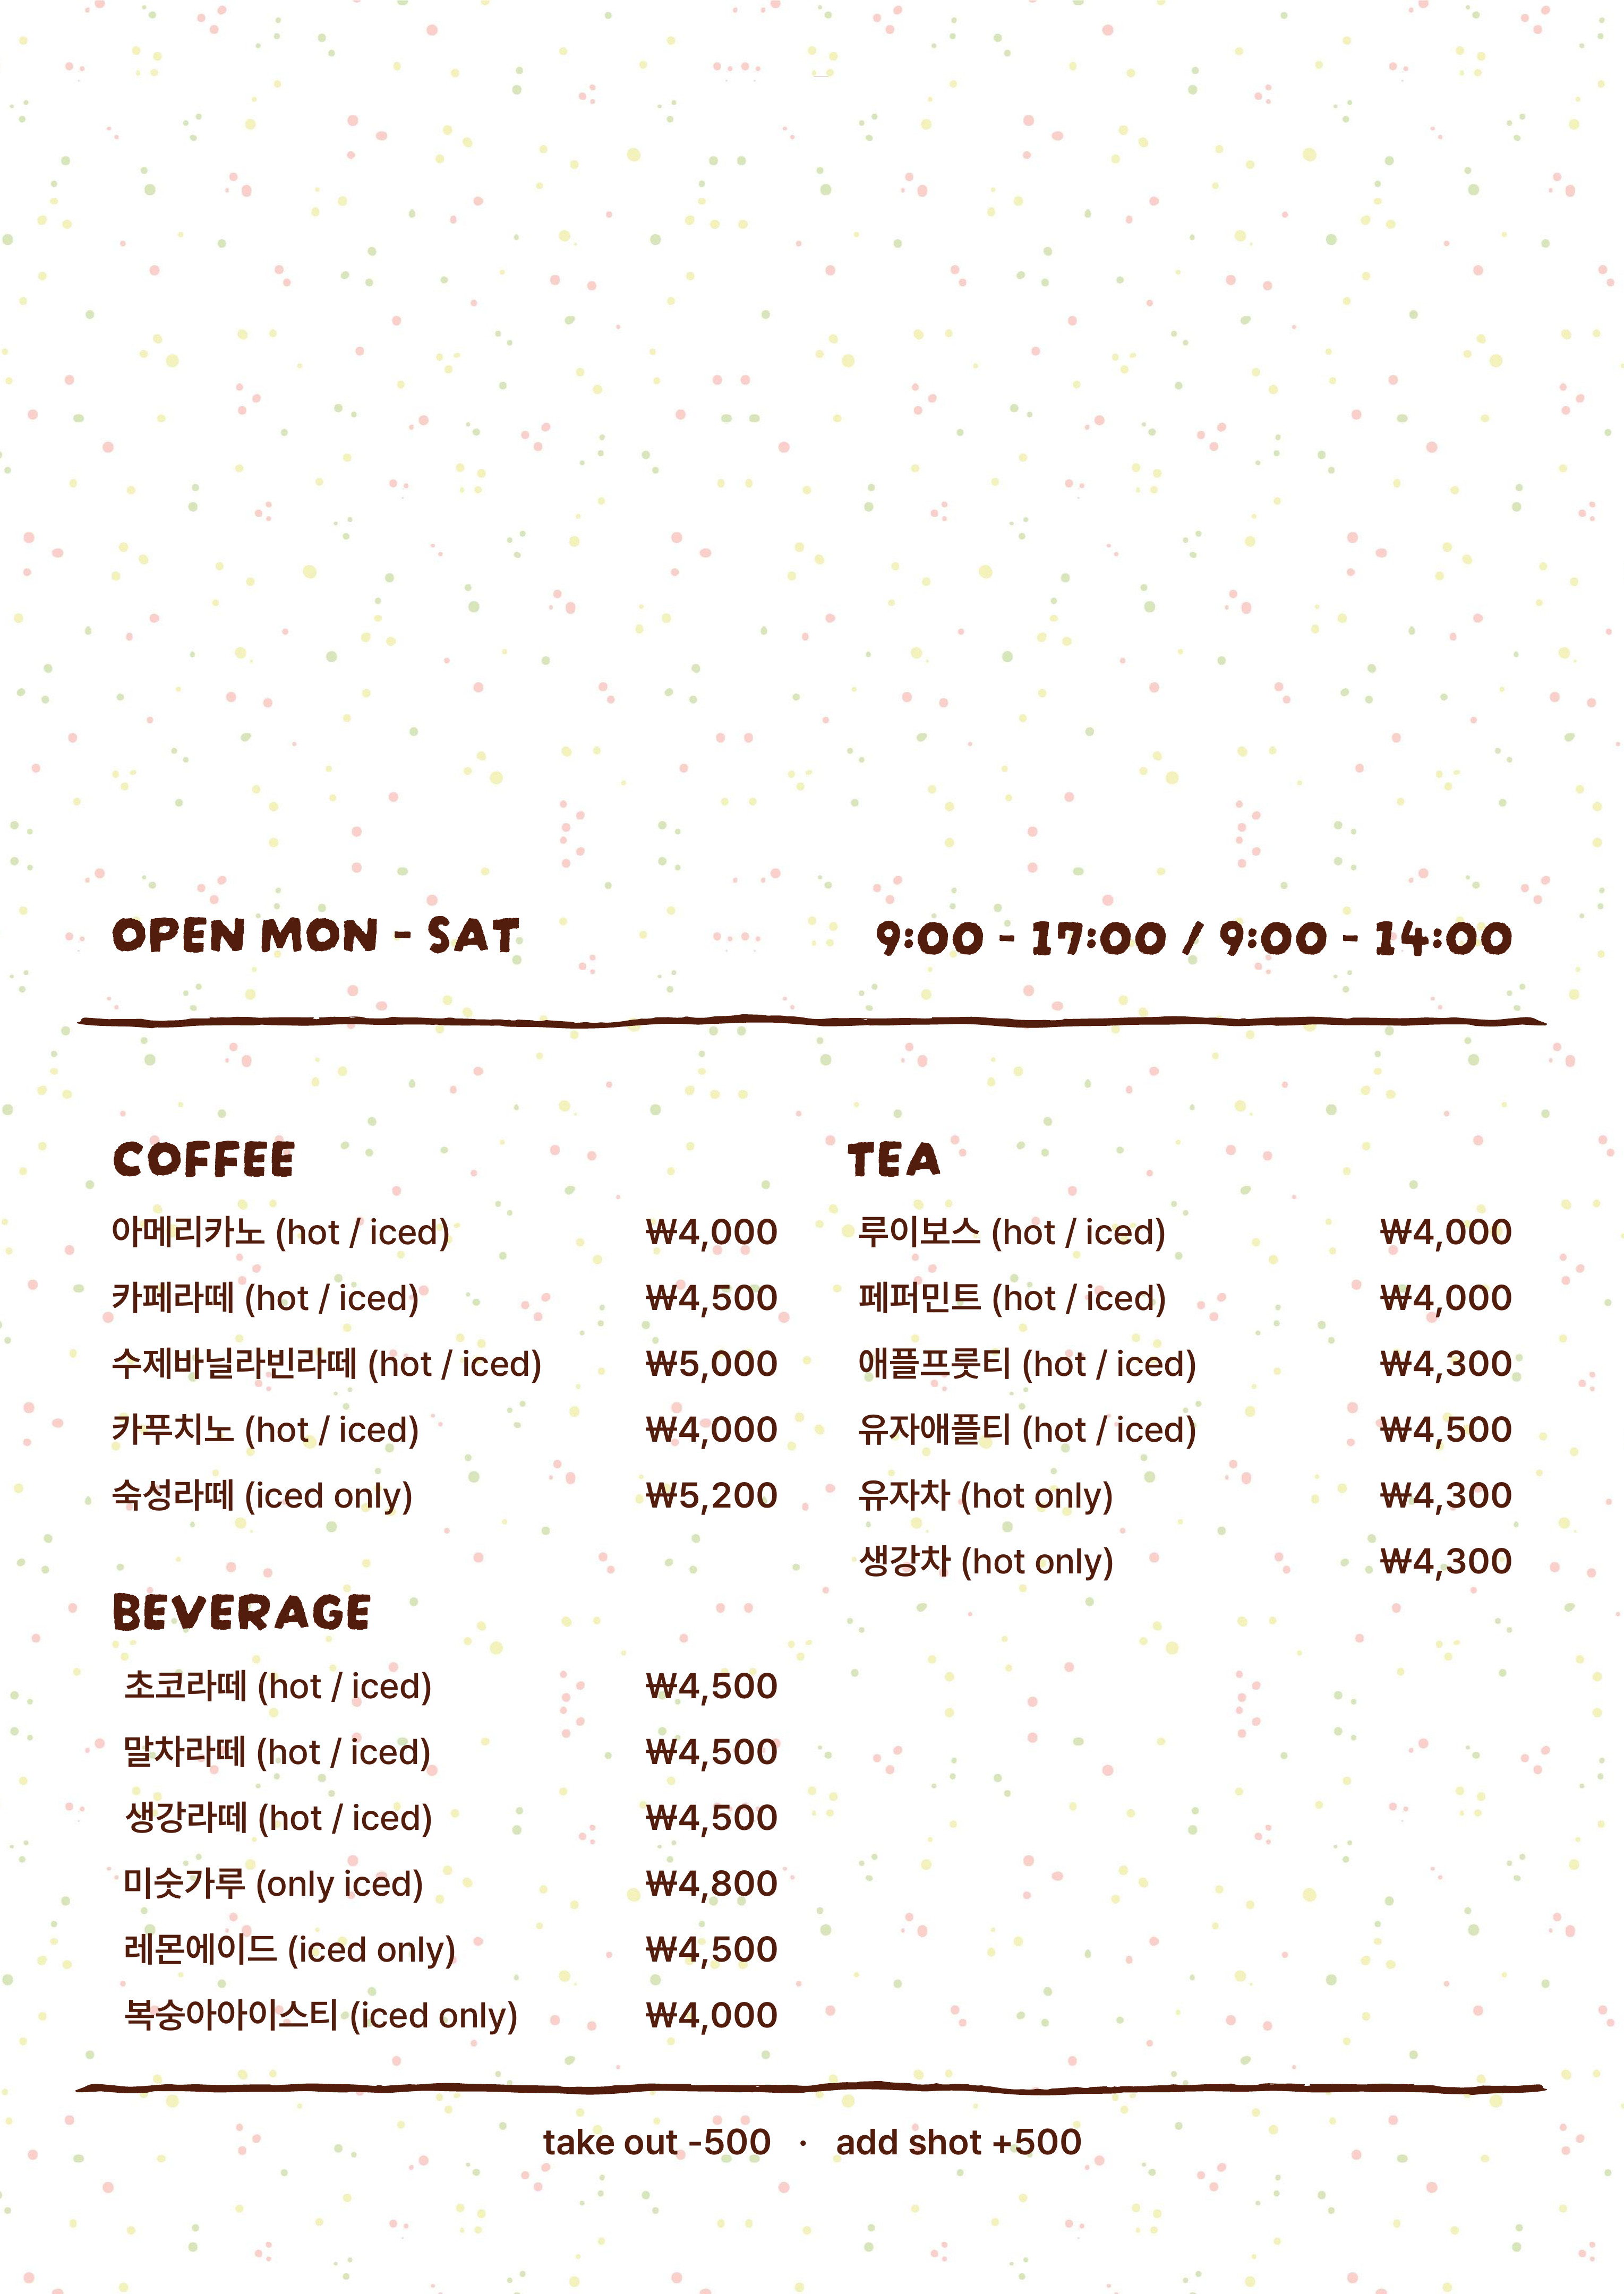 OPEN MON - SAT
9:00 - 17:00 / 9:00 - 14:00
COFFEE
아메리카노 (hot / iced) ₩4,000
카페라떼 (hot / iced) ₩4,500
수제바닐라빈라떼 (hot / iced) ₩5,000
카푸치노 (hot / iced) ₩4,000
숙성라떼 (iced only) ₩5,200
BEVERAGE
초코라떼 (hot / iced) ₩4,500
말차라떼 (hot / iced) ₩4,500
생강라떼 (hot / iced) ₩4,500
미숫가루 (only iced) ₩4,800
레몬에이드 (iced only) ₩4,500
복숭아아이스티 (iced only) ₩4,000
TEA
루이보스 (hot / iced) ₩4,000
페퍼민트 (hot / iced) ₩4,000
애플프룻티 (hot / iced) ₩4,300
유자애플티 (hot / iced) ₩4,500
유자차 (hot only) ₩4,300
생강차 (hot only) ₩4,300
take out -500 · add shot +500